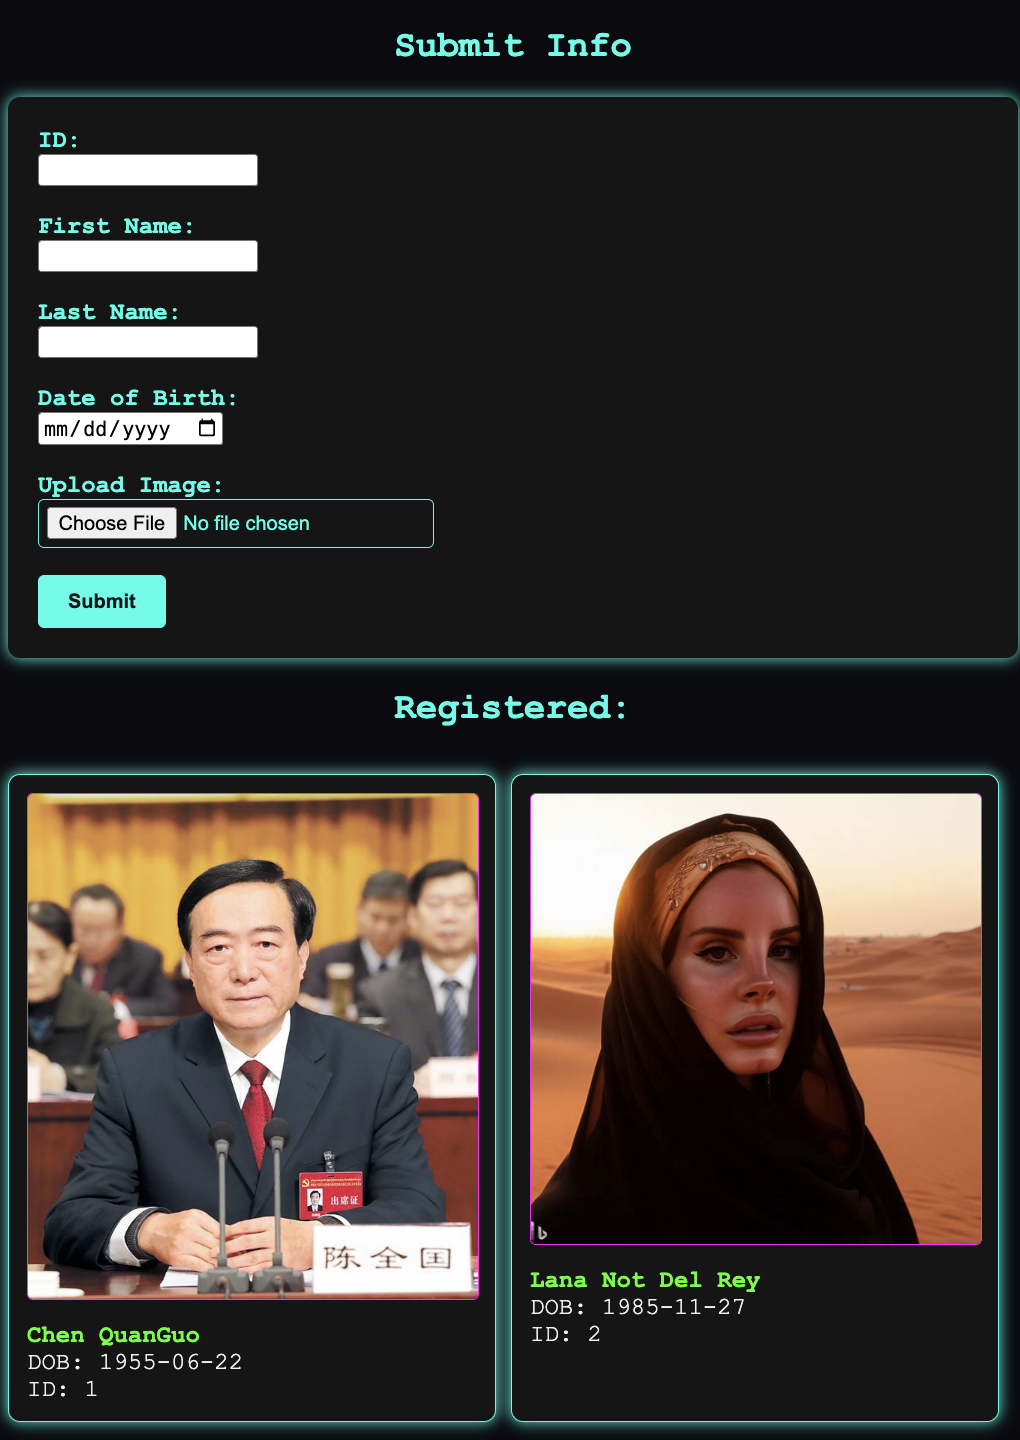 Submit Info
ID:
First Name:
Last Name:
Date of Birth:
mm/dd/yyyy
Upload Image:
Choose File No file chosen
Submit
Registered:
出席证
陈全国
Chen QuanGuo
DOB: 1955-06-22
ID: 1
b
Lana Not Del Rey
DOB: 1985-11-27
ID: 2